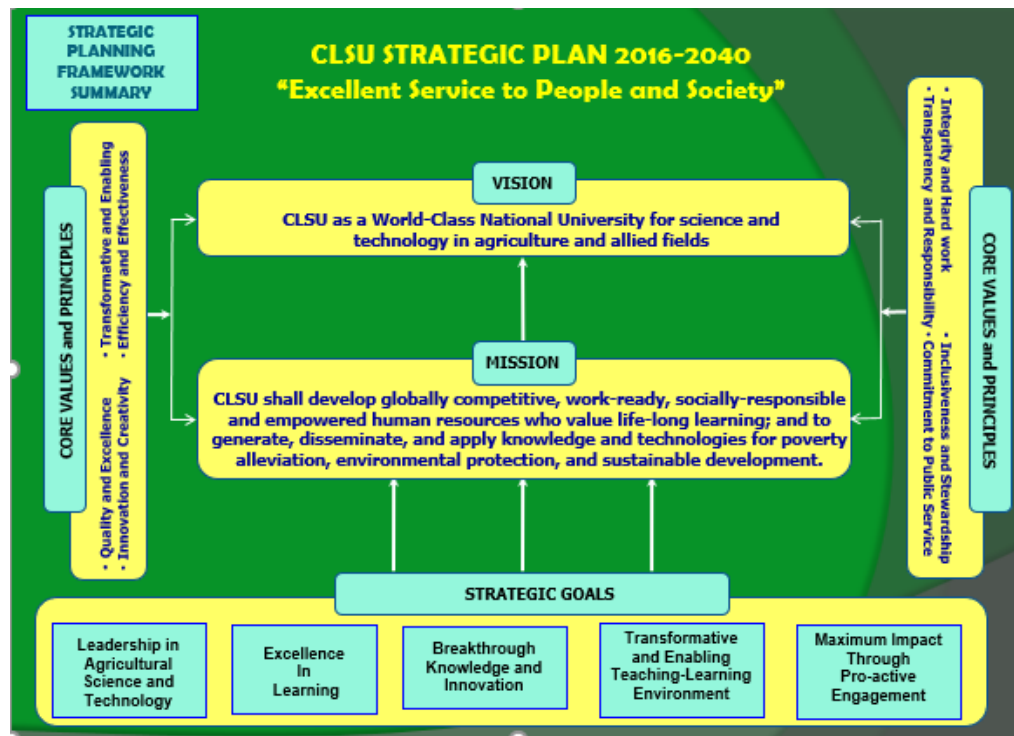 STRATEGIC
PLANNING
FRAMEWORK
SUMMARY
CLSU STRATEGIC PLAN 2016-2040
“Excellent Service to People and Society”
CORE VALUES and PRINCIPLES
• Quality and Excellence • Transformative and Enabling
• Innovation and Creativity • Efficiency and Effectiveness
VISION
CLSU as a World-Class National University for science and
technology in agriculture and allied fields
MISSION
CLSU shall develop globally competitive, work-ready, socially-responsible
and empowered human resources who value life-long learning; and to
generate, disseminate, and apply knowledge and technologies for poverty
alleviation, environmental protection, and sustainable development.
• Integrity and Hard work • Inclusiveness and Stewardship
• Transparency and Responsibility • Commitment to Public Service
CORE VALUES and PRINCIPLES
STRATEGIC GOALS
Leadership in
Agricultural
Science and
Technology
Excellence
In
Learning
Breakthrough
Knowledge and
Innovation
Transformative
and Enabling
Teaching-Learning
Environment
Maximum Impact
Through
Pro-active
Engagement